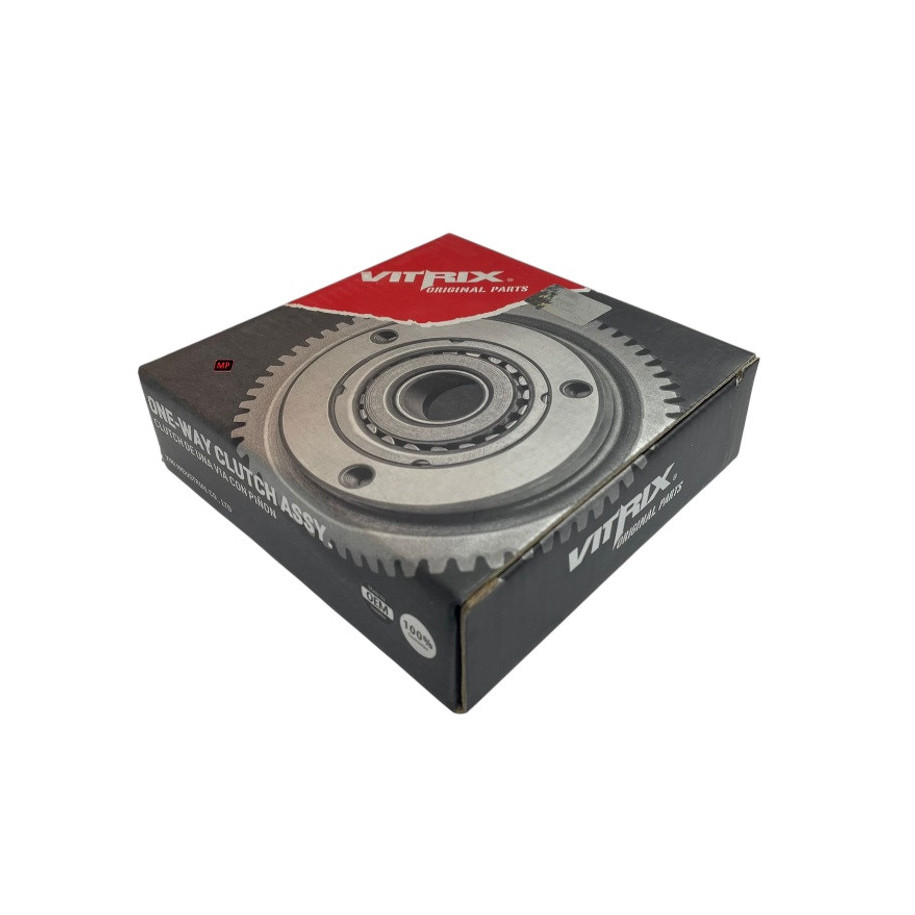 VITRIX®
ORIGINAL PARTS
MP
ONE-WAY CLUTCH ASSY.
CLUTCH DE UNA VIA CON PIÑON
INDUSTRIAL CO., LTD
OEM
100%
VITRIX®
ORIGINAL PARTS